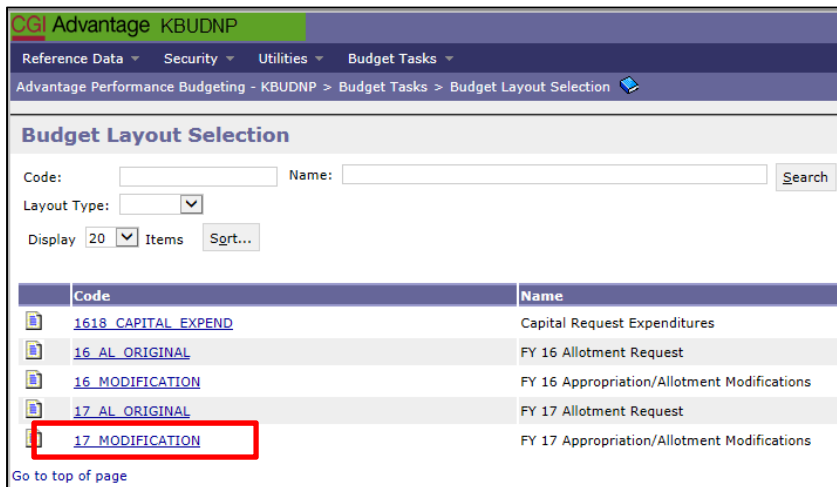 CGI Advantage KBUDNP
Reference Data Security Utilities Budget Tasks
Advantage Performance Budgeting - KBUDNP > Budget Tasks > Budget Layout Selection
Budget Layout Selection
Code: Name: Search
Layout Type:
Display 20 Items Sort...
Code Name
1618_CAPITAL_EXPEND Capital Request Expenditures
16_AL_ORIGINAL FY 16 Allotment Request
16_MODIFICATION FY 16 Appropriation/Allotment Modifications
17_AL_ORIGINAL FY 17 Allotment Request
17_MODIFICATION FY 17 Appropriation/Allotment Modifications
Go to top of page